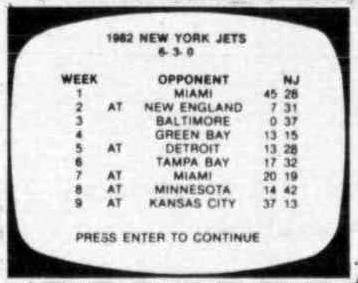 1982 NEW YORK JETS
6-3-0
WEEK OPPONENT NJ
1 MIAMI 45 28
2 AT NEW ENGLAND 7 31
3 BALTIMORE 0 37
4 GREEN BAY 13 15
5 AT DETROIT 13 28
6 TAMPA BAY 17 32
7 AT MIAMI 20 19
8 AT MINNESOTA 14 42
9 AT KANSAS CITY 37 13
PRESS ENTER TO CONTINUE